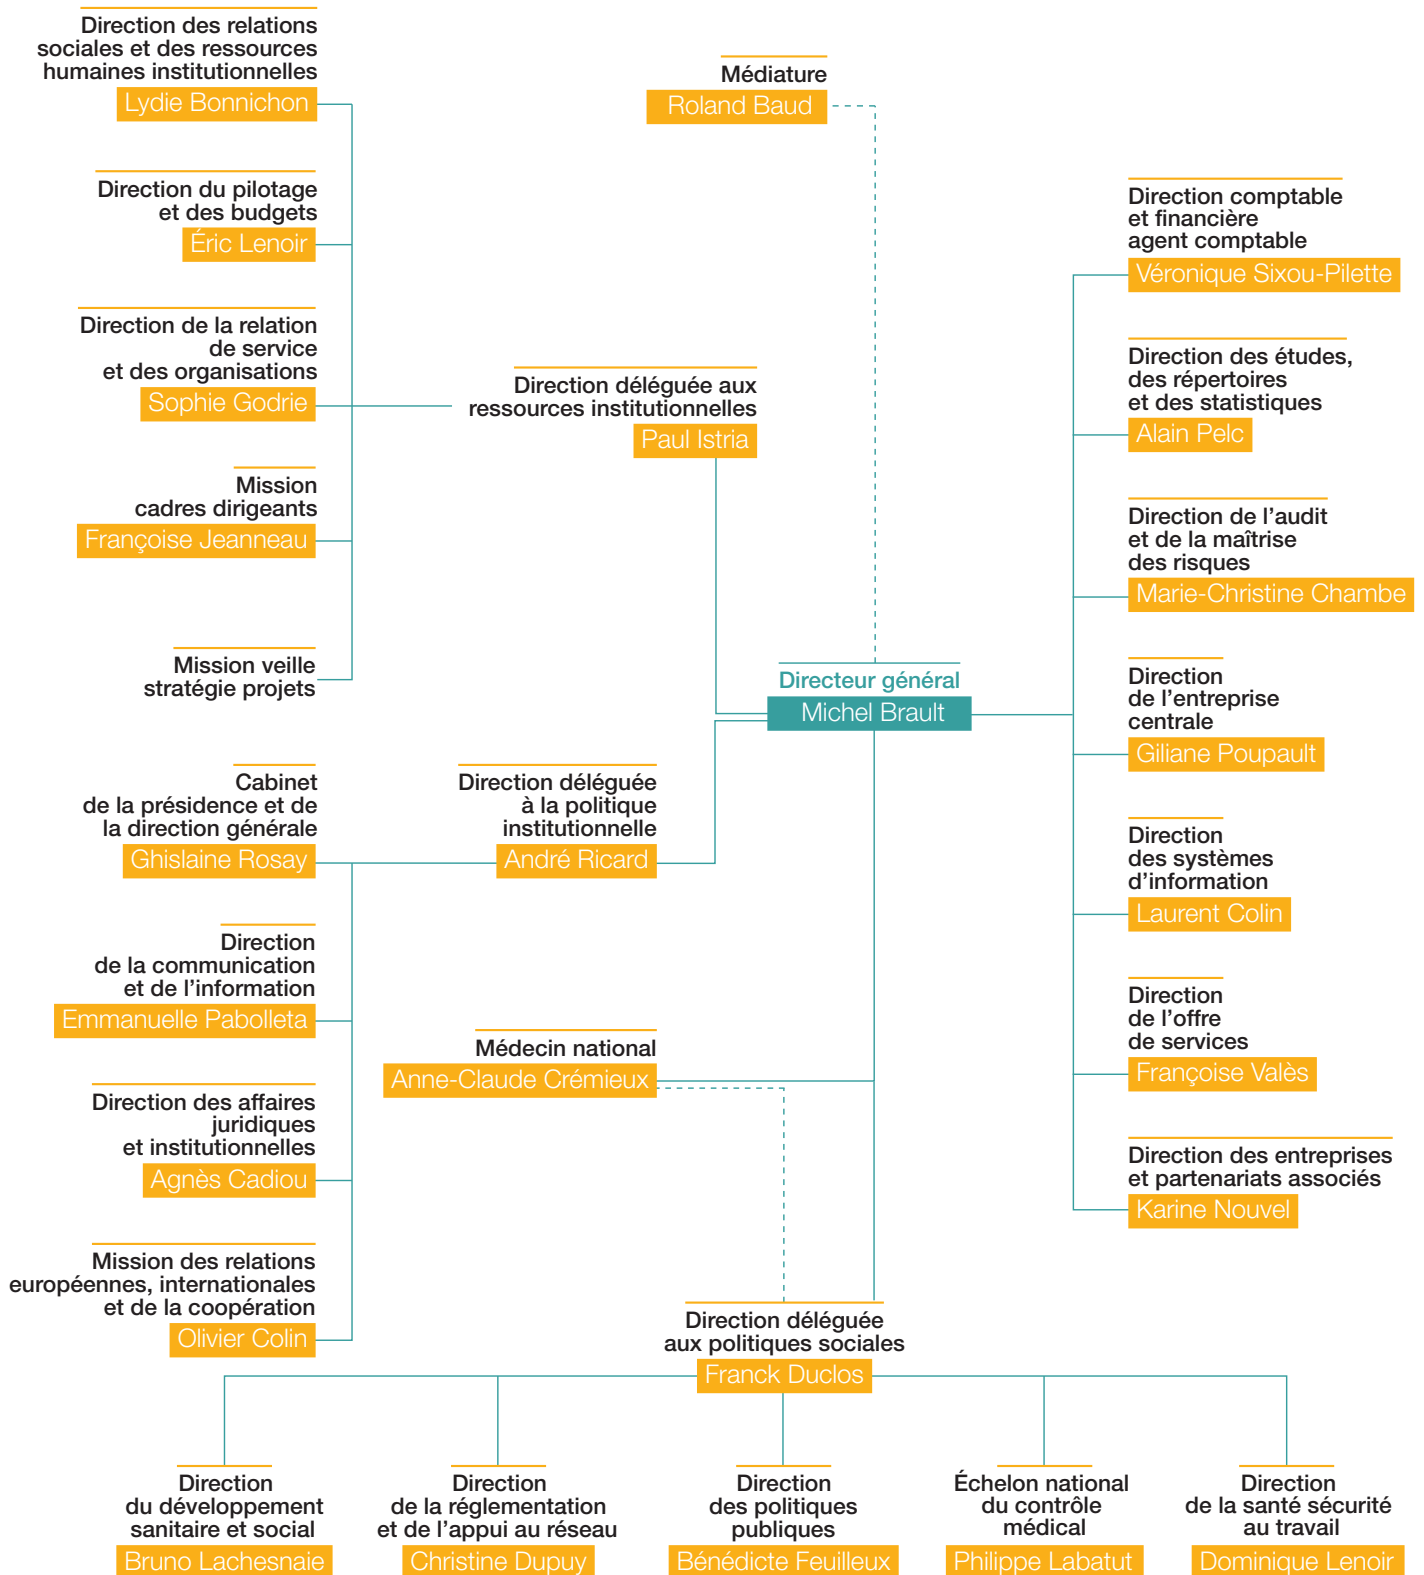 Direction des relations
sociales et des ressources
humaines institutionnelles
Lydie Bonnichon
Direction du pilotage
et des budgets
Éric Lenoir
Direction de la relation
de service
et des organisations
Sophie Godrie
Mission
cadres dirigeants
Françoise Jeanneau
Mission veille
stratégie projets
Médiature
Roland Baud
Direction déléguée aux
ressources institutionnelles
Paul Istria
Directeur général
Michel Brault
Direction comptable
et financière
agent comptable
Véronique Sixou-Pilette
Direction des études,
des répertoires
et des statistiques
Alain Pelc
Direction de l’audit
et de la maîtrise
des risques
Marie-Christine Chambe
Direction
de l’entreprise
centrale
Giliane Poupault
Direction
des systèmes
d’information
Laurent Colin
Direction
de l’offre
de services
Françoise Valès
Direction des entreprises
et partenariats associés
Karine Nouvel
Cabinet
de la présidence et de
la direction générale
Ghislaine Rosay
Direction déléguée
à la politique
institutionnelle
André Ricard
Direction
de la communication
et de l’information
Emmanuelle Pabolleta
Direction des affaires
juridiques
et institutionnelles
Agnès Cadiou
Mission des relations
européennes, internationales
et de la coopération
Olivier Colin
Médecin national
Anne-Claude Crémieux
Direction déléguée
aux politiques sociales
Franck Duclos
Direction
du développement
sanitaire et social
Bruno Lachesnaie
Direction
de la réglementation
et de l’appui au réseau
Christine Dupuy
Direction
des politiques
publiques
Bénédicte Feuilleux
Échelon national
du contrôle
médical
Philippe Labatut
Direction
de la santé sécurité
au travail
Dominique Lenoir